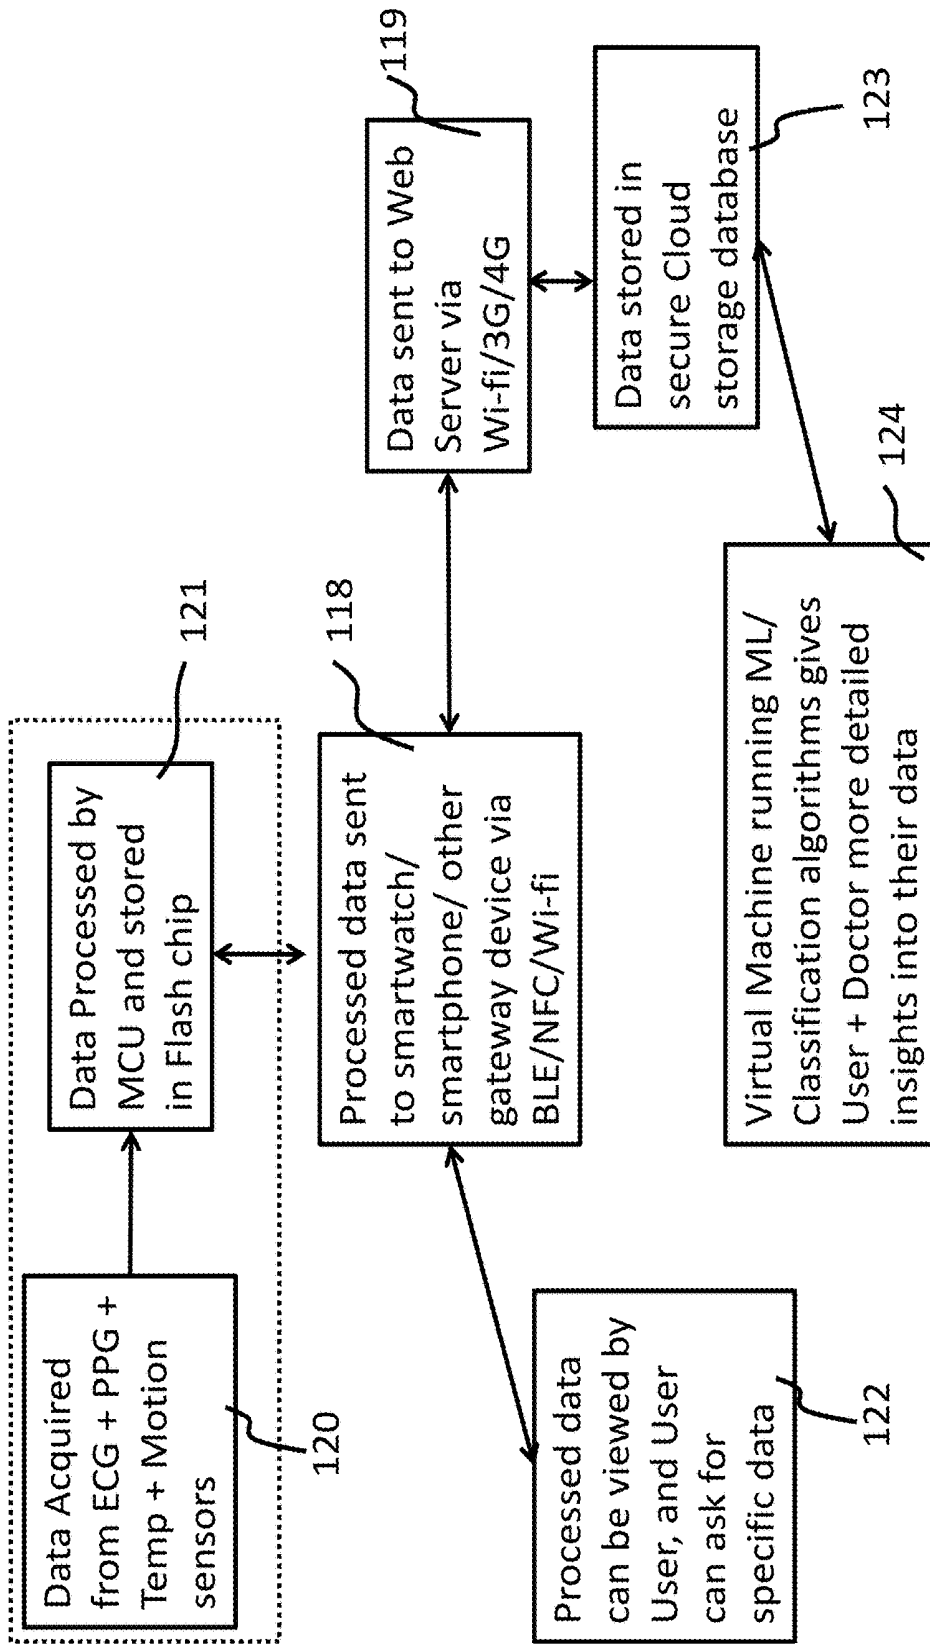 Data Acquired
from ECG + PPG +
Temp + Motion
sensors
120
Data Processed by
MCU and stored
in Flash chip
121
Processed data sent
to smartwatch/
smartphone/ other
gateway device via
BLE/NFC/Wi-fi
118
Data sent to Web
Server via
Wi-fi/3G/4G
119
Processed data
can be viewed by
User, and User
can ask for
specific data
122
Data stored in
secure Cloud
storage database
123
Virtual Machine running ML/
Classification algorithms gives
User + Doctor more detailed
insights into their data
124